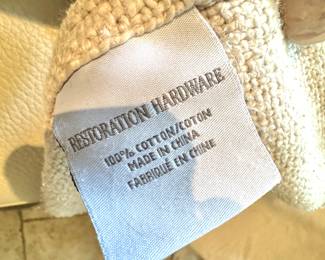 RESTORATION HARDWARE
100% COTTON/COTON
MADE IN CHINA
FABRIQUÉ EN CHINE